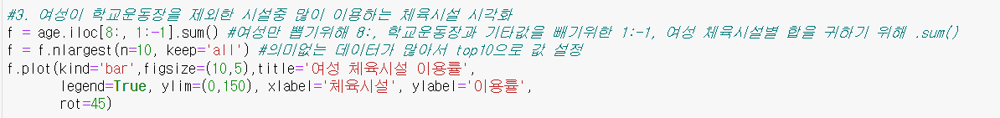 #3. 여성이 학교운동장을 제외한 시설중 많이 이용하는 체육시설 시각화
f = age.iloc[8:, 1:-1].sum() #여성만 뽑기위해 8:, 학교운동장과 기타값을 빼기위한 1:-1, 여성 체육시설별 합을 귀하기 위해 .sum()
f = f.nlargest(n=10, keep='all') #의미없는 데이터가 많아서 top10으로 값 설정
f.plot(kind='bar',figsize=(10,5),title='여성 체육시설 이용률',
legend=True, ylim=(0,150), xlabel='체육시설', ylabel='이용률',
rot=45)